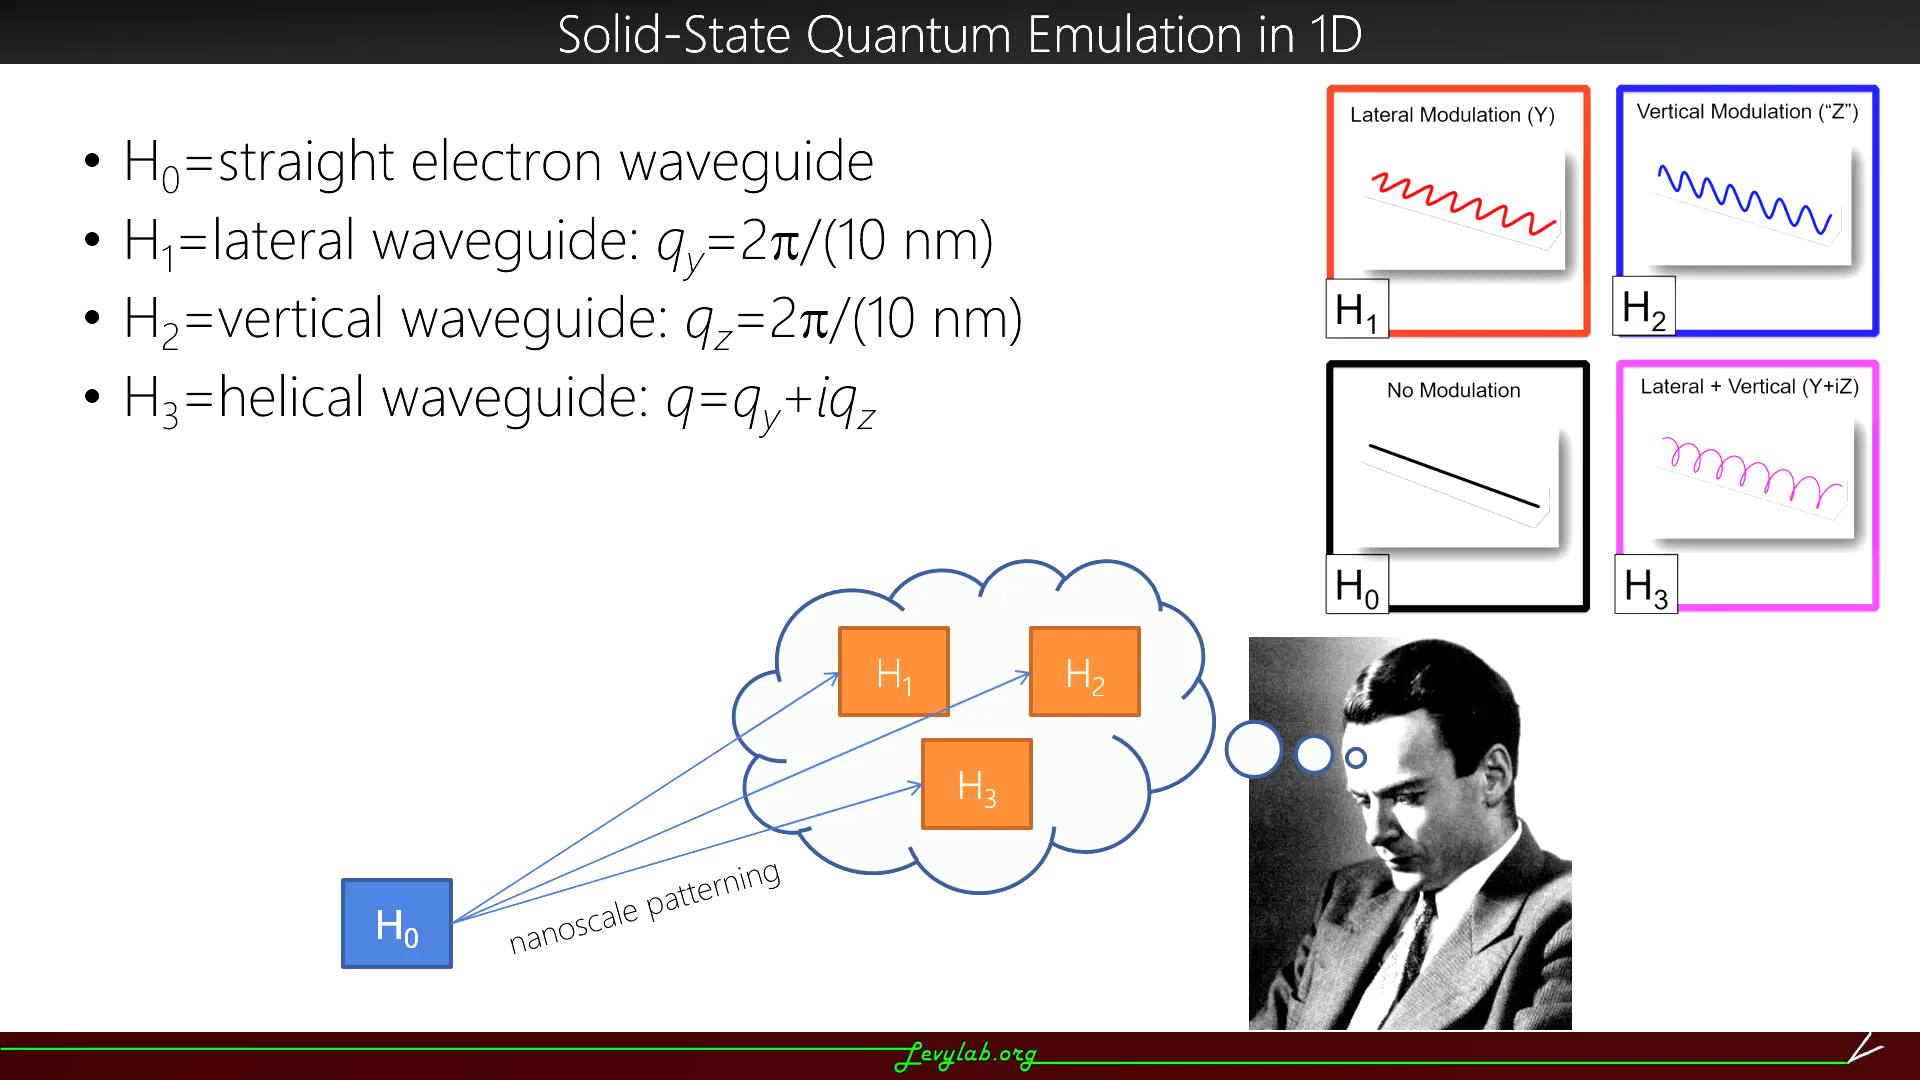 Solid-State Quantum Emulation in 1D
• H₀=straight electron waveguide
• H₁=lateral waveguide: qy=2π/(10 nm)
• H₂=vertical waveguide: qz=2π/(10 nm)
• H₃=helical waveguide: q=qy+iqz
Lateral Modulation (Y)
H₁
Vertical Modulation (“Z”)
H₂
No Modulation
H₀
Lateral + Vertical (Y+iZ)
H₃
H₁
H₂
H₃
H₀
nanoscale patterning
Levylab.org